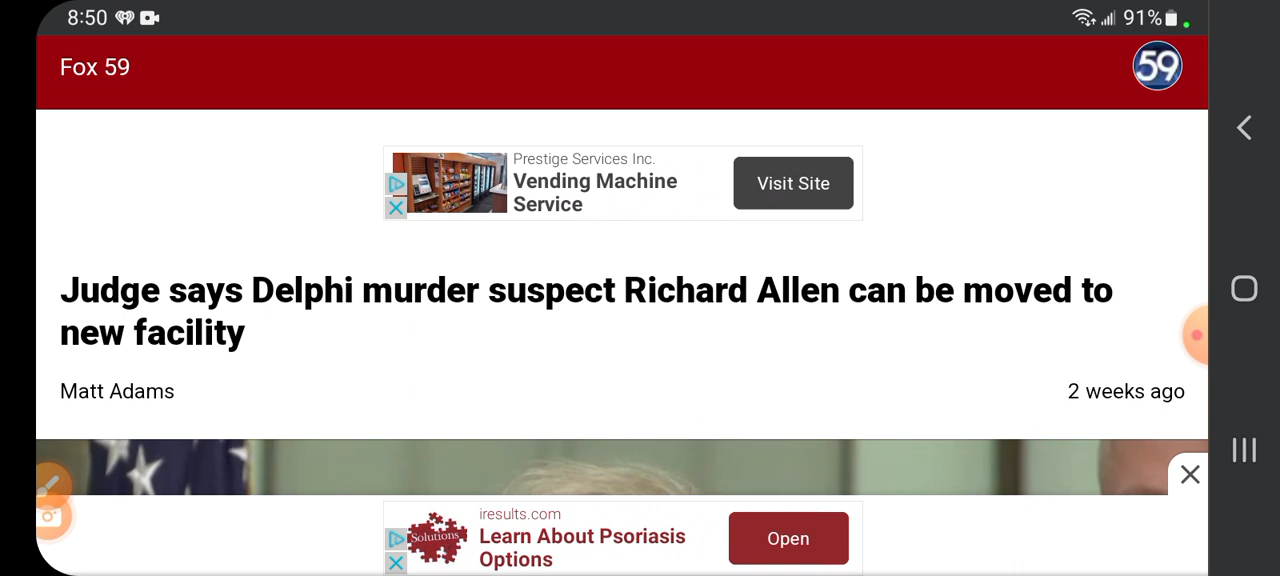 8:50
91%
Fox 59
59
Prestige Services Inc.
Vending Machine
Service
Visit Site
Judge says Delphi murder suspect Richard Allen can be moved to
new facility
Matt Adams
2 weeks ago
iresults.com
Solutions
Learn About Psoriasis
Options
Open